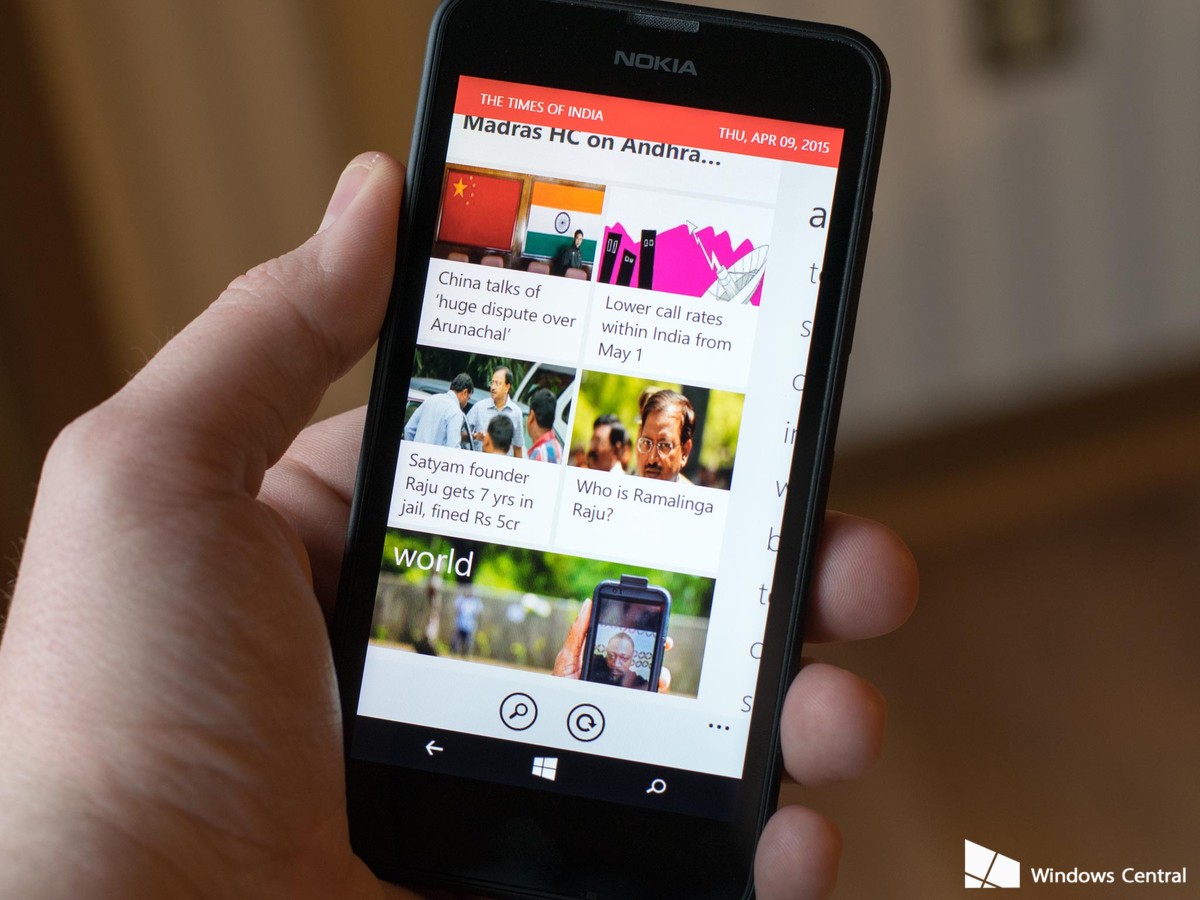 NOKIA
THE TIMES OF INDIA
THU, APR 09, 2015
Madras HC on Andhra...
China talks of
'huge dispute over
Arunachal'
Lower call rates
within India from
May 1
Satyam founder
Raju gets 7 yrs in
jail, fined Rs 5cr
Who is Ramalinga
Raju?
world
...
Windows Central